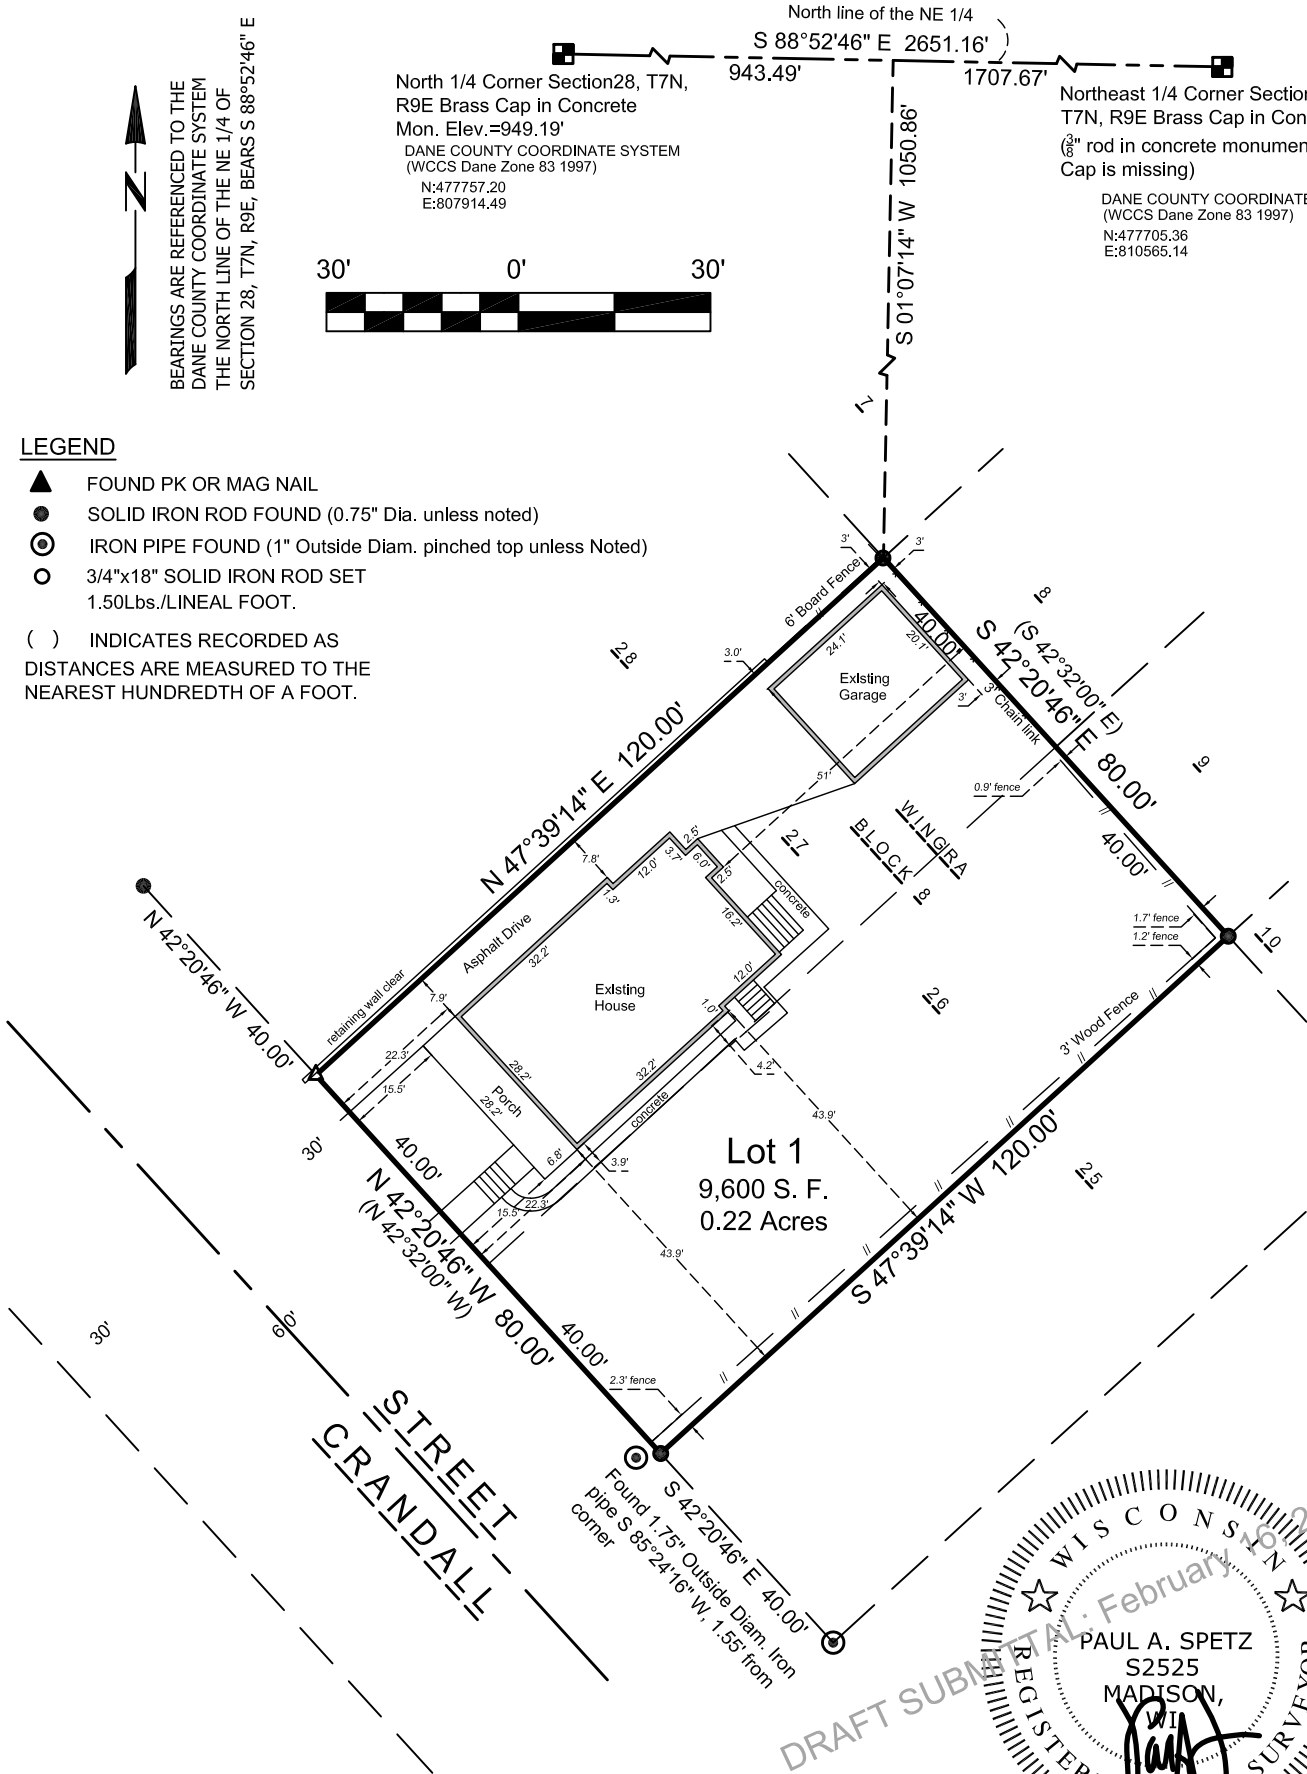 North line of the NE 1/4
S 88°52'46" E 2651.16'
943.49'
1707.67'
North 1/4 Corner Section28, T7N,
R9E Brass Cap in Concrete
Mon. Elev.=949.19'
DANE COUNTY COORDINATE SYSTEM
(WCCS Dane Zone 83 1997)
N:477757.20
E:807914.49
Northeast 1/4 Corner Section
T7N, R9E Brass Cap in Con
(3/8" rod in concrete monumen
Cap is missing)
DANE COUNTY COORDINATE
(WCCS Dane Zone 83 1997)
N:477705.36
E:810565.14
N
BEARINGS ARE REFERENCED TO THE
DANE COUNTY COORDINATE SYSTEM
THE NORTH LINE OF THE NE 1/4 OF
SECTION 28, T7N, R9E, BEARS S 88°52'46" E
30' 0' 30'
S 01°07'14" W 1050.86'
LEGEND
FOUND PK OR MAG NAIL
SOLID IRON ROD FOUND (0.75" Dia. unless noted)
IRON PIPE FOUND (1" Outside Diam. pinched top unless Noted)
3/4"x18" SOLID IRON ROD SET
1.50Lbs./LINEAL FOOT.
( ) INDICATES RECORDED AS
DISTANCES ARE MEASURED TO THE
NEAREST HUNDREDTH OF A FOOT.
7
3'
3'
6' Board Fence
28
3.0'
24.1'
20.1'
40.00'
Existing
Garage
3'
3' Chain link
8
(S 42°32'00" E)
S 42°20'46" E 80.00'
9
51'
0.9' fence
N 47°39'14" E 120.00'
WINGRA
BLOCK 8
27
40.00'
7.8'
12.0'
3.7'
2.5'
6.0'
2.5'
1.3'
16.2'
concrete
1.7' fence
1.2' fence
10
N 42°20'46" W 40.00'
Asphalt Drive
32.2'
retaining wall clear
7.9'
Existing
House
12.0'
1.0'
26
3' Wood Fence
22.3'
15.5'
28.2'
Porch
28.2'
32.2'
concrete
4.2'
43.9'
30'
40.00'
6.8'
3.9'
Lot 1
9,600 S. F.
0.22 Acres
N 42°20'46" W 80.00'
(N 42°32'00" W)
15.5'
22.3'
43.9'
S 47°39'14" W 120.00'
25
30'
60'
40.00'
2.3' fence
STREET
CRANDALL
Found 1.75" Outside Diam. Iron
pipe S 85°24'16" W, 1.55' from
corner
S 42°20'46" E 40.00'
DRAFT SUBMITTAL: February 16, 2
WISCONSIN
PAUL A. SPETZ
S2525
MADISON,
WI
REGISTER
SURVEYOR